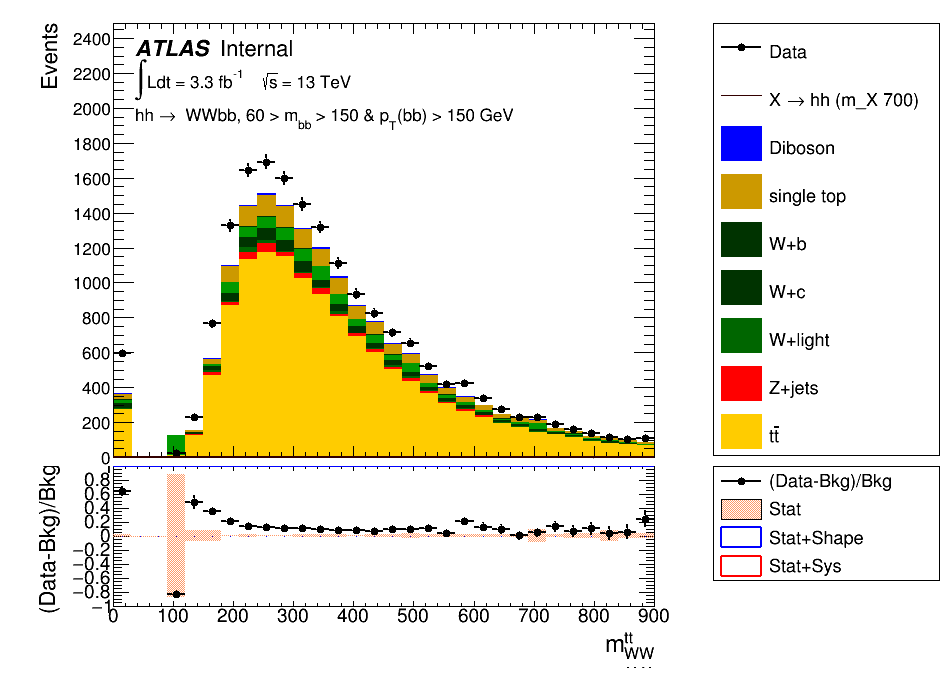 Events
2400
2200
2000
1800
1600
1400
1200
1000
800
600
400
200
0
ATLAS Internal
∫Ldt = 3.3 fb⁻¹ √s = 13 TeV
hh → WWbb, 60 > m_bb > 150 & p_T(bb) > 150 GeV
Data
X → hh (m_X 700)
Diboson
single top
W+b
W+c
W+light
Z+jets
tt̄
(Data-Bkg)/Bkg
0.8
0.6
0.4
0.2
0
−0.2
−0.4
−0.6
−0.8
−1
0 100 200 300 400 500 600 700 800 900
m^tt_WW
(Data-Bkg)/Bkg
Stat
Stat+Shape
Stat+Sys